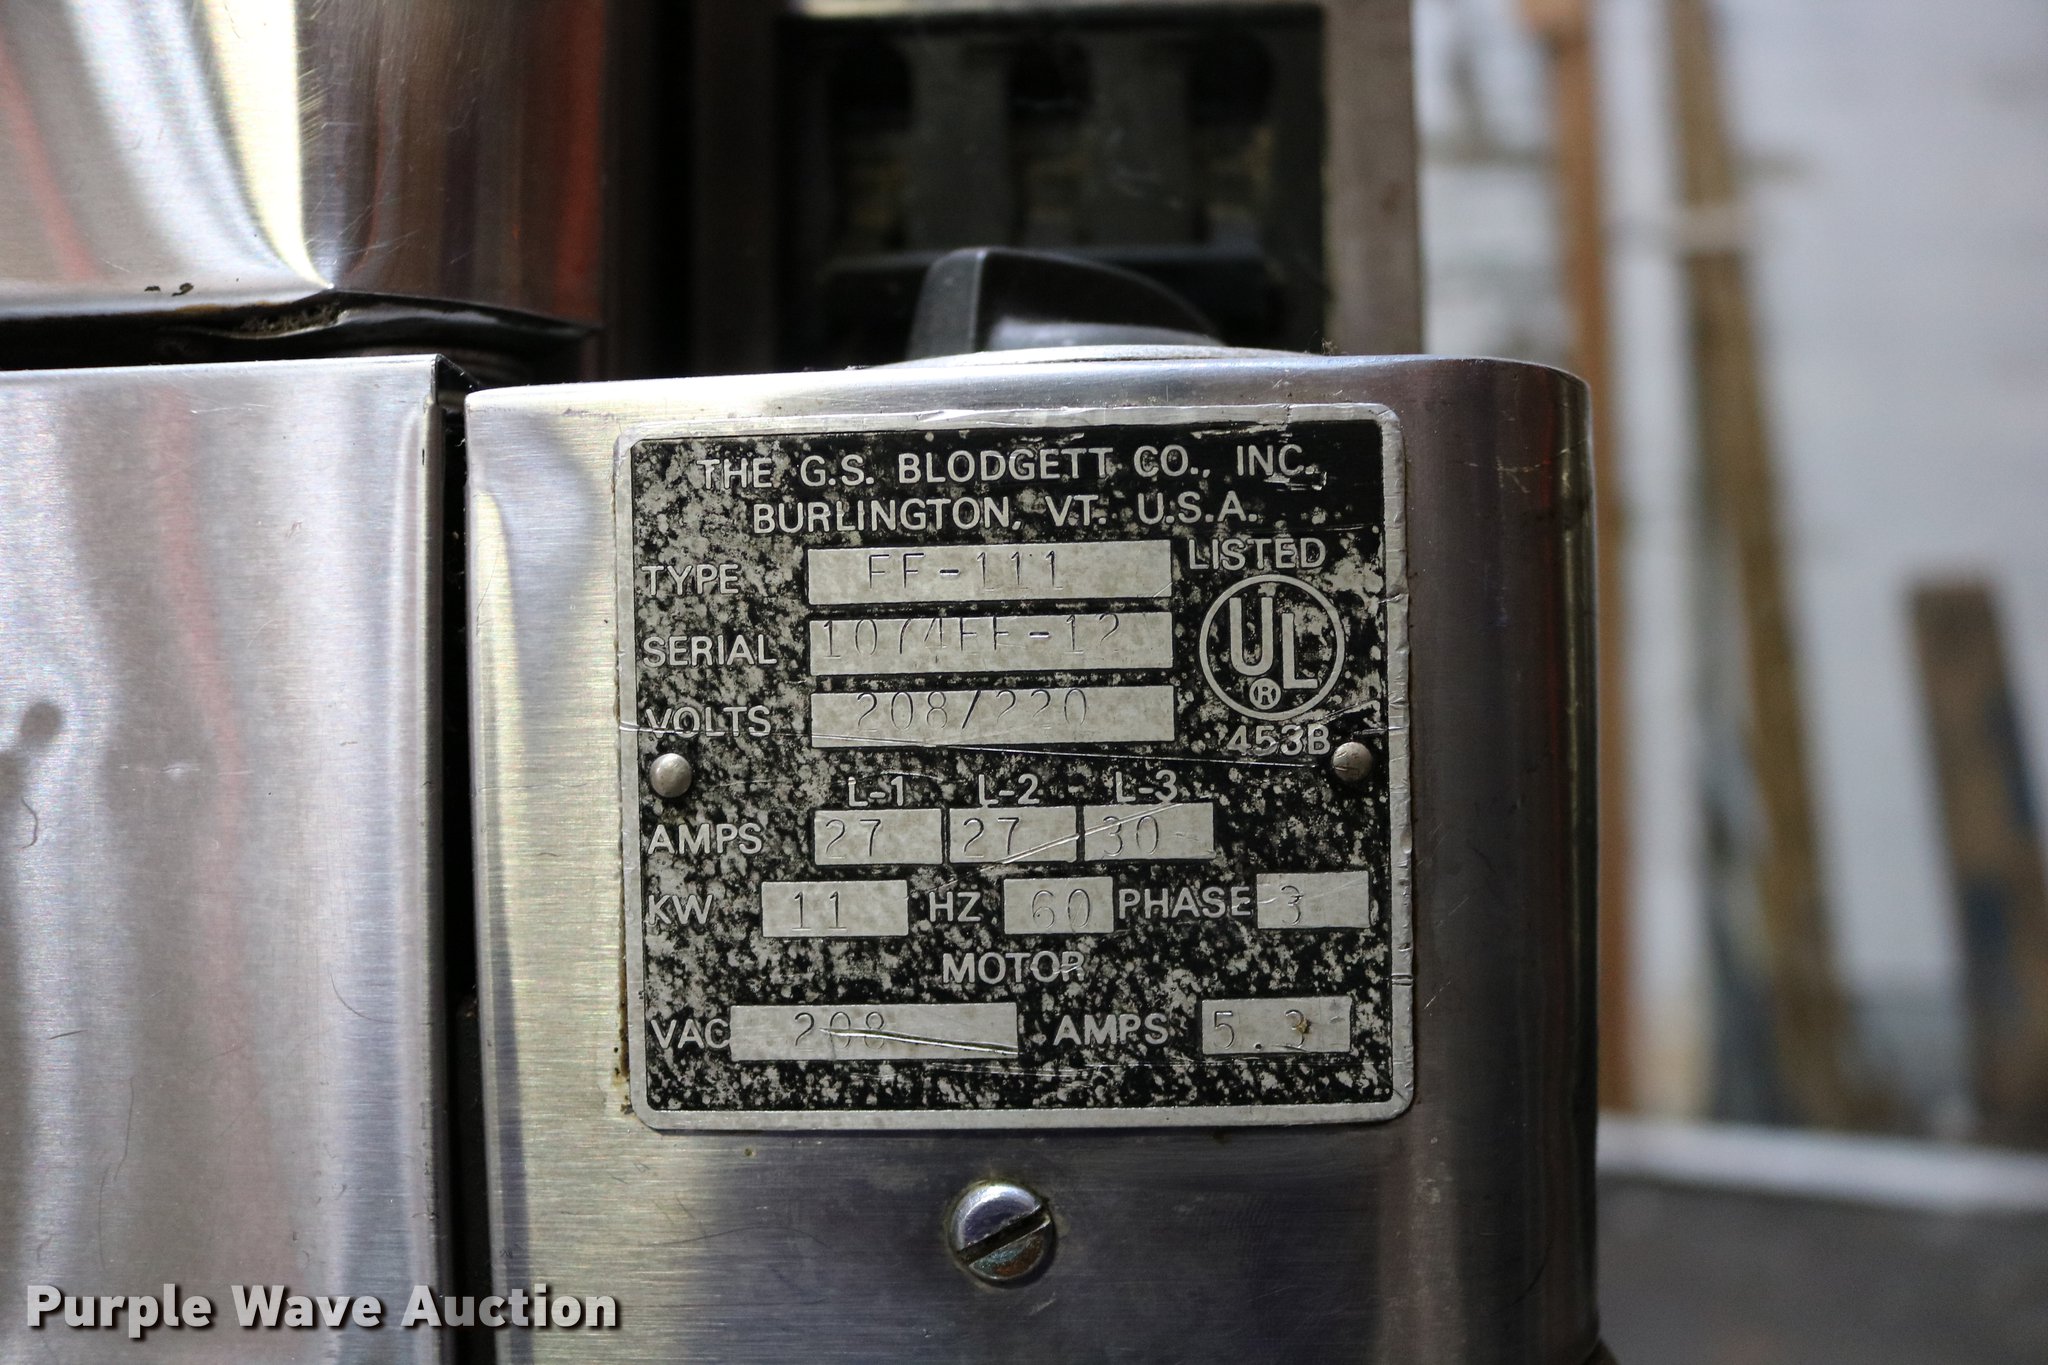 THE G.S. BLODGETT CO., INC.
BURLINGTON, VT. U.S.A.
TYPE EF-111 LISTED
SERIAL 1074EF-12
UL ®
VOLTS 208/220 453B
L-1 L-2 L-3
AMPS 27 27 30
KW 11 HZ 60 PHASE 3
MOTOR
VAC 208 AMPS 5.3
Purple Wave Auction